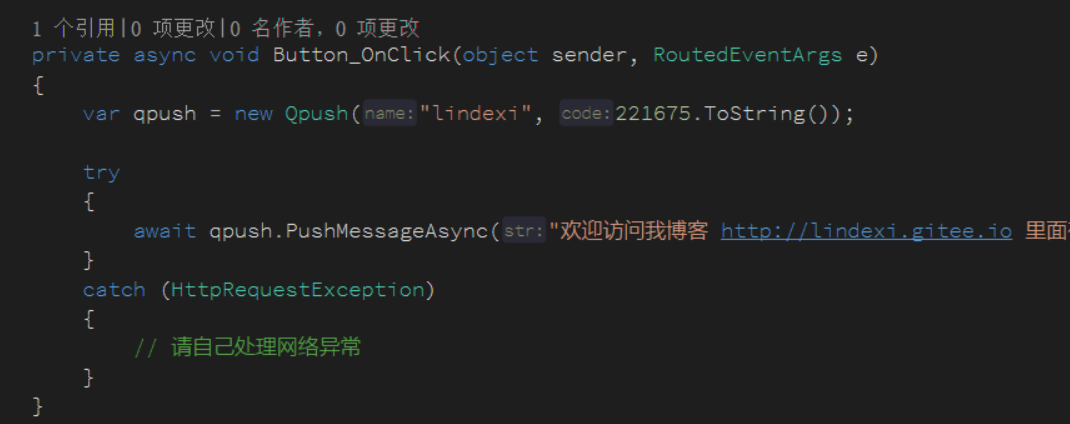 1 个引用|0 项更改|0 名作者，0 项更改
private async void Button_OnClick(object sender, RoutedEventArgs e)
{
var qpush = new Qpush(name:"lindexi", code:221675.ToString());
try
{
await qpush.PushMessageAsync(str:"欢迎访问我博客 http://lindexi.gitee.io 里面
}
catch (HttpRequestException)
{
// 请自己处理网络异常
}
}